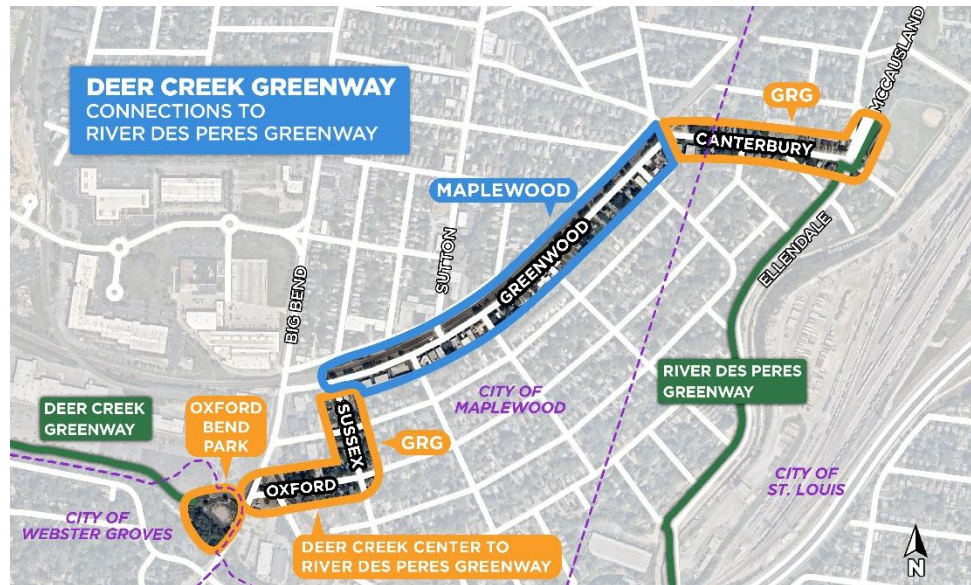 DEER CREEK GREENWAY
CONNECTIONS TO
RIVER DES PERES GREENWAY
MCCAUSLAND
GRG
CANTERBURY
MAPLEWOOD
GREENWOOD
SUTTON
BIG BEND
ELLENDALE
RIVER DES PERES
GREENWAY
CITY OF
MAPLEWOOD
DEER CREEK
GREENWAY
OXFORD
BEND
PARK
SUSSEX
GRG
OXFORD
CITY OF
ST. LOUIS
CITY OF
WEBSTER GROVES
DEER CREEK CENTER TO
RIVER DES PERES GREENWAY
N